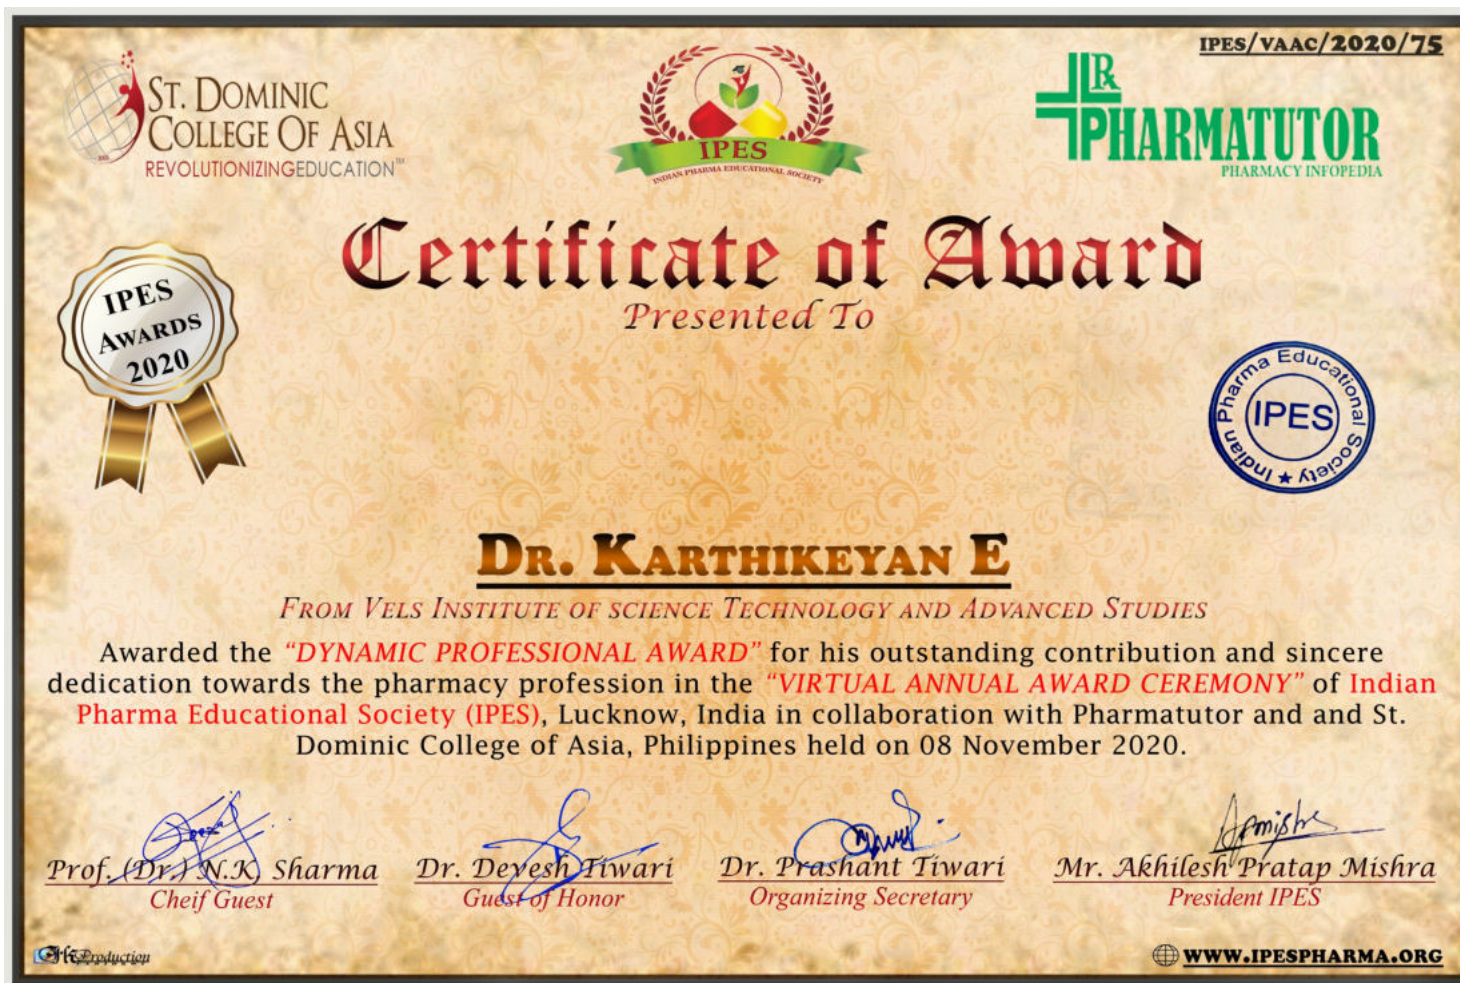 IPES/VAAC/2020/75
ST. DOMINIC
COLLEGE OF ASIA
REVOLUTIONIZINGEDUCATION™
IPES
INDIAN PHARMA EDUCATIONAL SOCIETY
Rx
PHARMATUTOR
PHARMACY INFOPEDIA
Certificate of Award
Presented To
IPES
AWARDS
2020
Indian Pharma Educational Society
IPES
DR. KARTHIKEYAN E
FROM VELS INSTITUTE OF SCIENCE TECHNOLOGY AND ADVANCED STUDIES
Awarded the "DYNAMIC PROFESSIONAL AWARD" for his outstanding contribution and sincere
dedication towards the pharmacy profession in the "VIRTUAL ANNUAL AWARD CEREMONY" of Indian
Pharma Educational Society (IPES), Lucknow, India in collaboration with Pharmatutor and and St.
Dominic College of Asia, Philippines held on 08 November 2020.
Prof. (Dr.) N.K. Sharma
Cheif Guest
Dr. Devesh Tiwari
Guest of Honor
Dr. Prashant Tiwari
Organizing Secretary
Mr. Akhilesh Pratap Mishra
President IPES
Production
WWW.IPESPHARMA.ORG